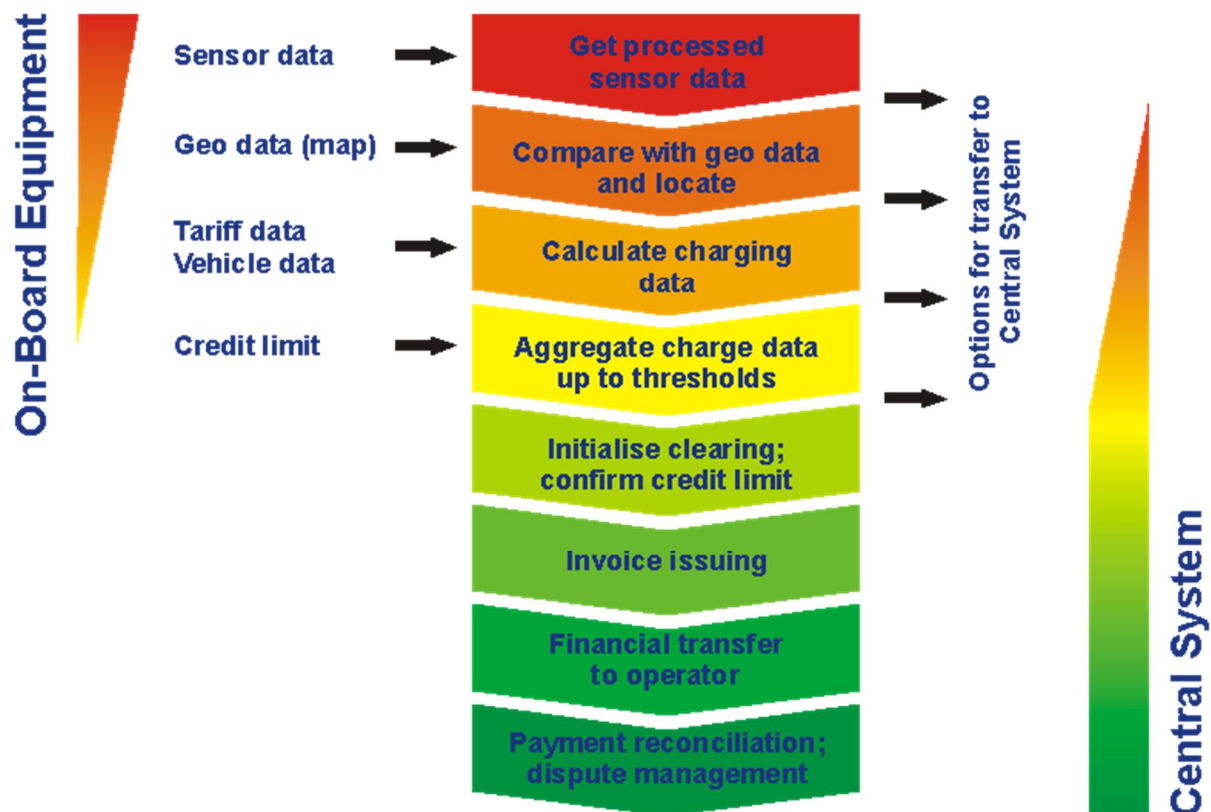 On-Board Equipment
Sensor data
Get processed
sensor data
Geo data (map)
Compare with geo data
and locate
Tariff data
Vehicle data
Calculate charging
data
Credit limit
Aggregate charge data
up to thresholds
Options for transfer to
Central System
Initialise clearing;
confirm credit limit
Invoice issuing
Financial transfer
to operator
Payment reconciliation;
dispute management
Central System